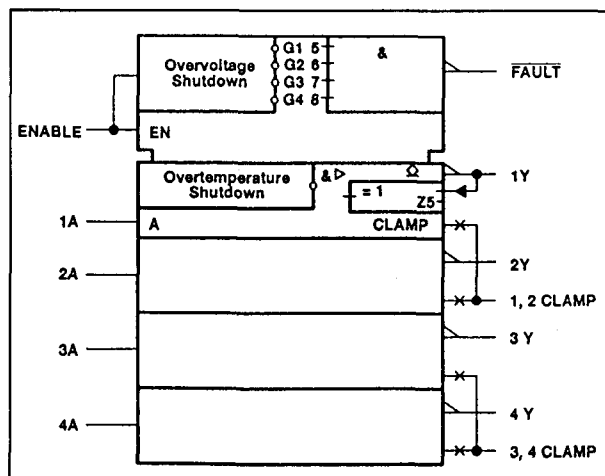 Overvoltage
Shutdown
G1 5
G2 6
G3 7
G4 8
&
FAULT
ENABLE
EN
Overtemperature
Shutdown
&
= 1
Z5
1Y
1A
A
CLAMP
2A
2Y
1, 2 CLAMP
3A
3 Y
4A
4 Y
3, 4 CLAMP